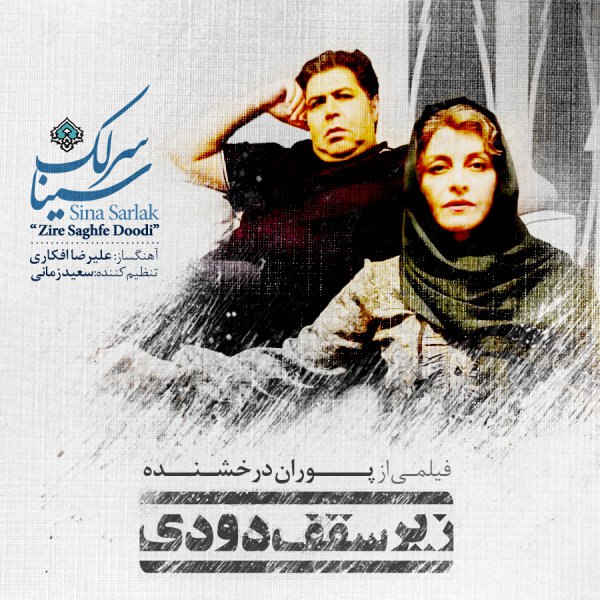 سینا سرلک
Sina Sarlak
“Zire Saghfe Doodi”
آهنگساز: علیرضا افکاری
تنظیم کننده: سعید زمانی
فیلمی از پوران درخشنده
زیر سقف دودی